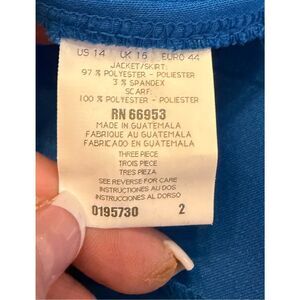 US 14 UK 16 EURO 44
JACKET/SKIRT:
97 % POLYESTER - POLIESTER
3 % SPANDEX
SCARF:
100 % POLYESTER - POLIESTER
RN 66953
MADE IN GUATEMALA
FABRIQUE AU GUATEMALA
FABRICADO EN GUATEMALA
THREE PIECE
TROIS PIECE
TRES PIEZA
SEE REVERSE FOR CARE
INSTRUCTIONES AU DOS
INSTRUCCIONES AL DORSO
0195730 2